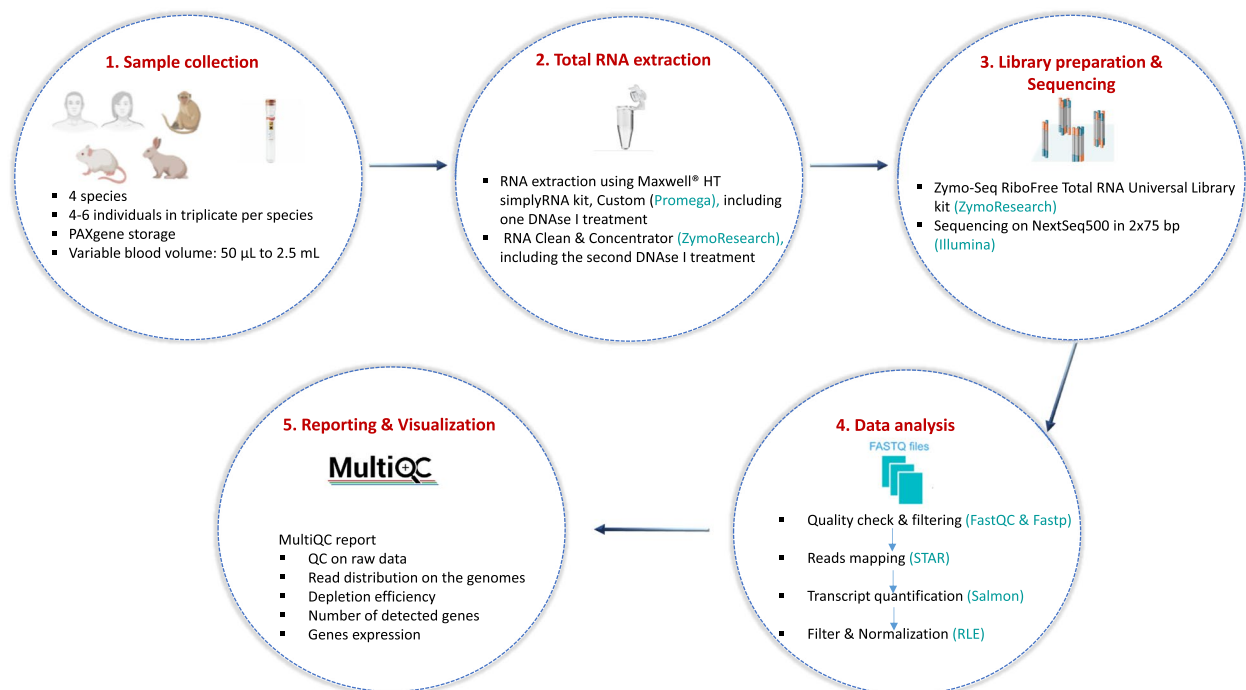 1. Sample collection
▪ 4 species
▪ 4-6 individuals in triplicate per species
▪ PAXgene storage
▪ Variable blood volume: 50 µL to 2.5 mL
2. Total RNA extraction
▪ RNA extraction using Maxwell® HT
simplyRNA kit, Custom (Promega), including
one DNAse I treatment
▪ RNA Clean & Concentrator (ZymoResearch),
including the second DNAse I treatment
3. Library preparation &
Sequencing
▪ Zymo-Seq RiboFree Total RNA Universal Library
kit (ZymoResearch)
▪ Sequencing on NextSeq500 in 2x75 bp
(Illumina)
4. Data analysis
FASTQ files
▪ Quality check & filtering (FastQC & Fastp)
▪ Reads mapping (STAR)
▪ Transcript quantification (Salmon)
▪ Filter & Normalization (RLE)
5. Reporting & Visualization
MultiQC
MultiQC report
▪ QC on raw data
▪ Read distribution on the genomes
▪ Depletion efficiency
▪ Number of detected genes
▪ Genes expression